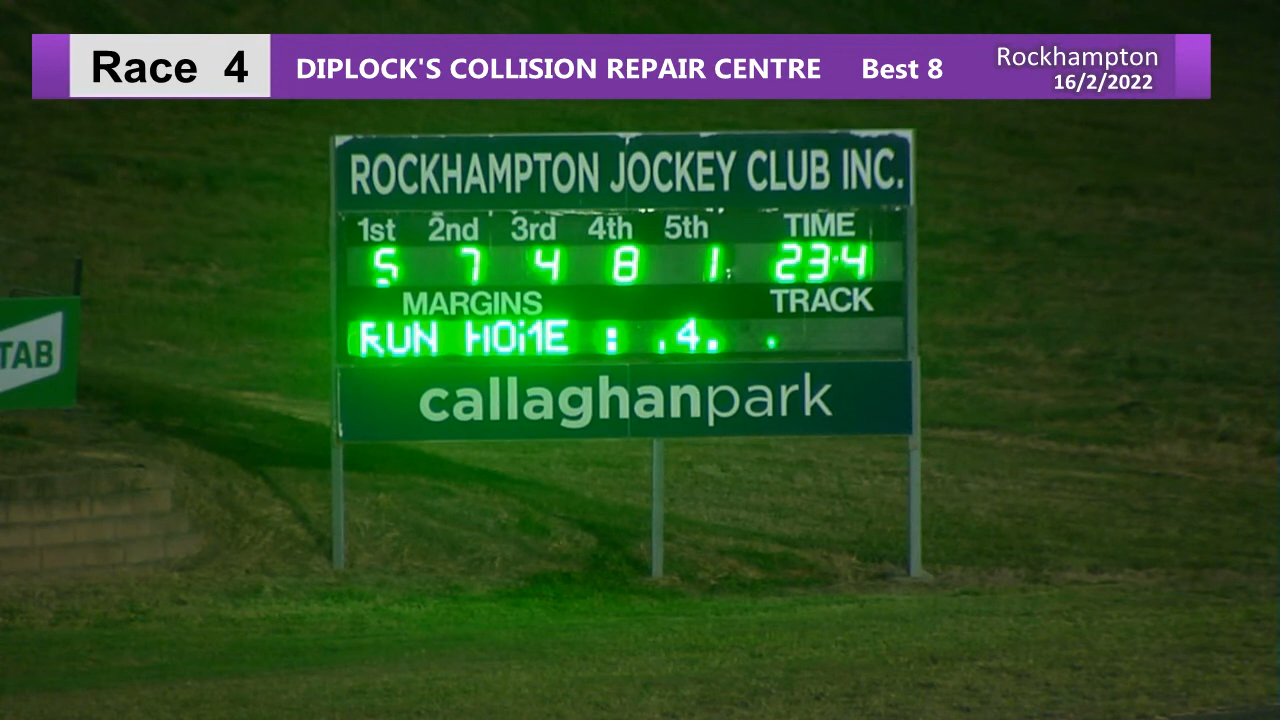 Race 4 DIPLOCK'S COLLISION REPAIR CENTRE Best 8 Rockhampton
16/2/2022
ROCKHAMPTON JOCKEY CLUB INC.
1st 2nd 3rd 4th 5th TIME
5 7 4 8 1. 23.4
MARGINS TRACK
RUN HOME : .4. .
TAB
callaghanpark